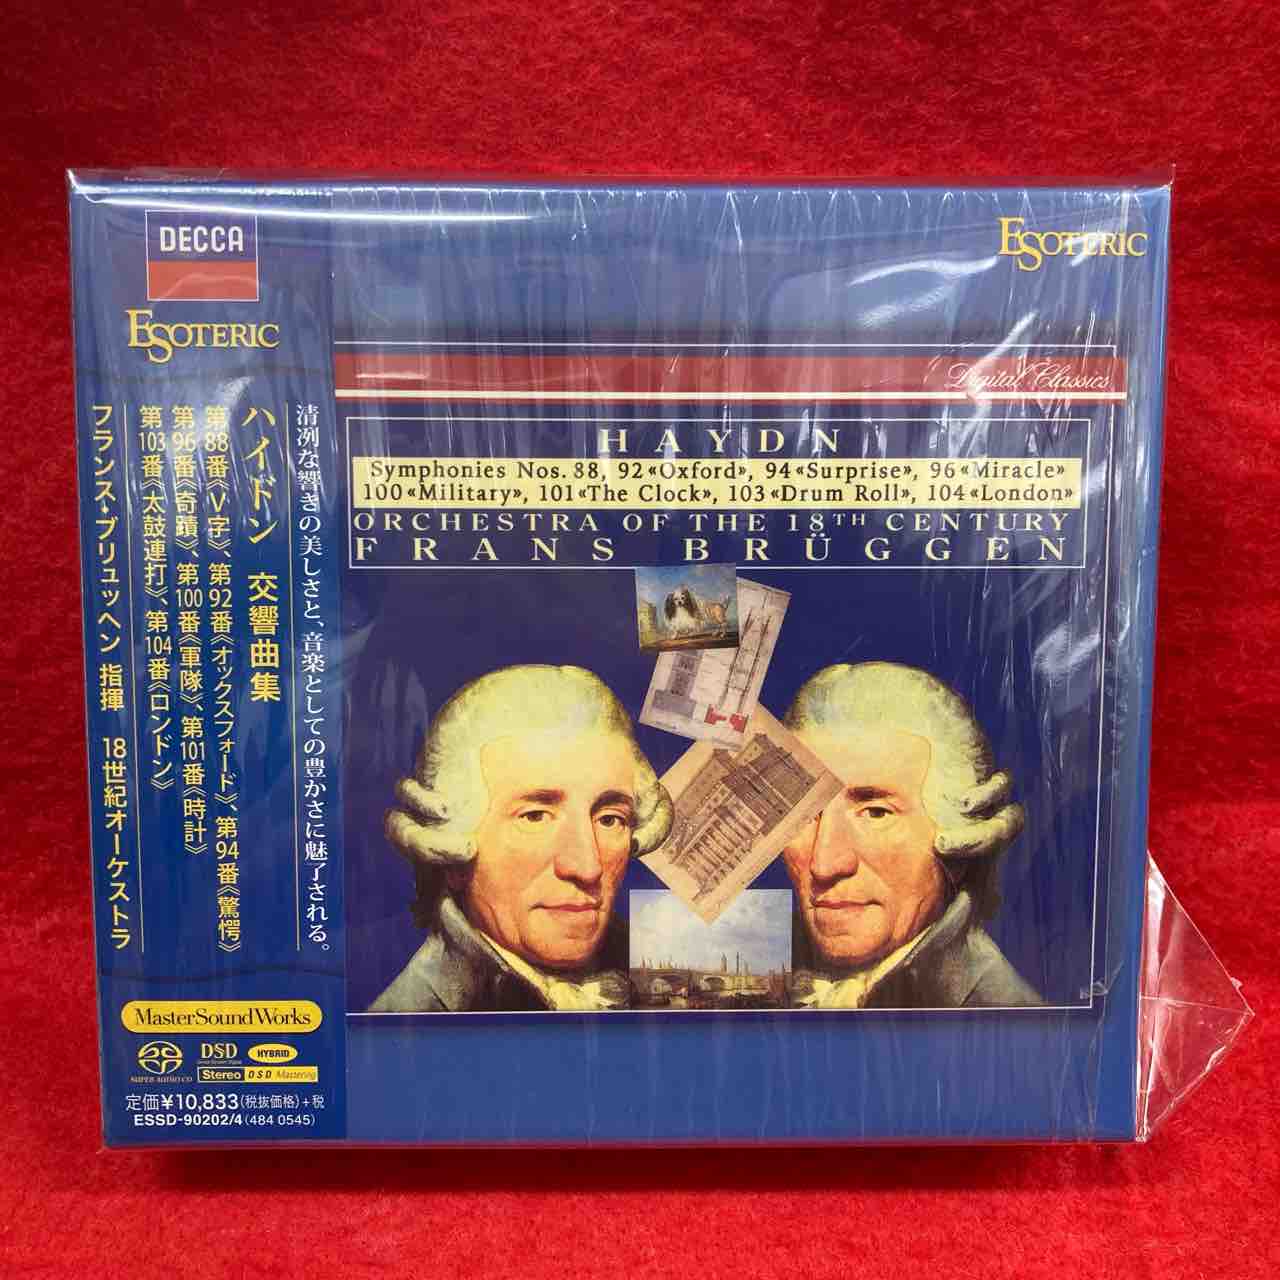 DECCA
ESOTERIC
清冽な響きの美しさと、音楽としての豊かさに魅了される。
ハイドン 交響曲集
第88番《V字》、第92番《オックスフォード》、第94番《驚愕》
第96番《奇蹟》、第100番《軍隊》、第101番《時計》
第103番《太鼓連打》、第104番《ロンドン》
フランス・ブリュッヘン 指揮 18世紀オーケストラ
MasterSoundWorks
SUPER AUDIO CD
DSD
Direct Stream Digital
HYBRID
Stereo
DSD Mastering
定価¥10,833(税抜価格)+税
ESSD-90202/4(484 0545)
ESOTERIC
Digital Classics
HAYDN
Symphonies Nos. 88, 92«Oxford», 94«Surprise», 96«Miracle»
100«Military», 101«The Clock», 103«Drum Roll», 104«London»
ORCHESTRA OF THE 18TH CENTURY
FRANS BRÜGGEN